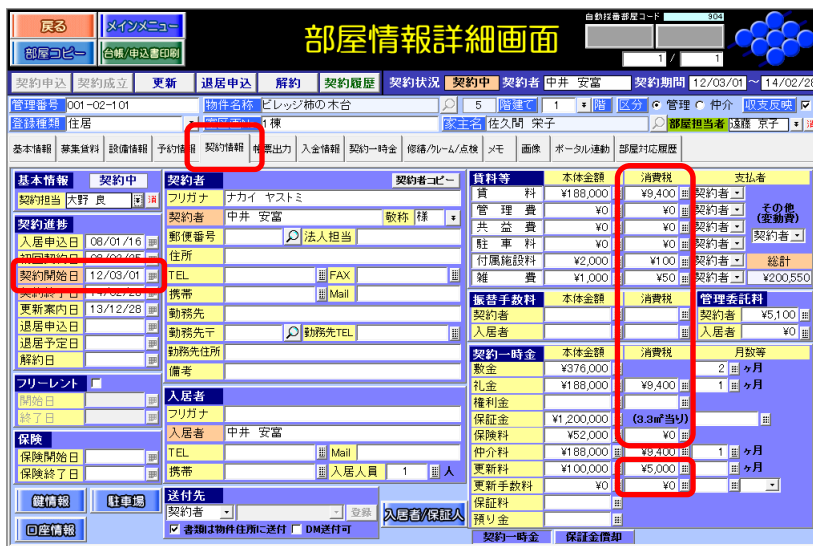 戻る メインメニュー 部屋情報詳細画面 自動採番部屋コード 904
部屋コピー 台帳/申込書印刷 1 / 1
契約申込 契約成立 更新 退居申込 解約 契約履歴 契約状況 契約中 契約者 中井 安富 契約期間 12/03/01 ~ 14/02/28
管理番号 001-02-101 物件名称 ビレッジ柿の木台 5 階建て 1 階 区分 管理 仲介 収支反映
登録種類 住居 1棟 家主名 佐久間 栄子 部屋担当者 遠藤 京子
基本情報 募集賃料 設備情報 予約情報 契約情報 帳票出力 入金情報 契約一時金 修繕/クレーム/点検 メモ 画像 ポータル連動 部屋対応履歴
基本情報 契約中 契約者 契約者コピー 賃料等 本体金額 消費税 支払者
契約担当 大野 良 消 フリガナ ナカイ ヤストミ 賃料 ¥188,000 ¥9,400 契約者 その他
契約進捗 契約者 中井 安富 敬称 様 管理費 ¥0 ¥0 契約者 (変動費)
入居申込日 08/01/16 郵便番号 法人担当 共益費 ¥0 ¥0 契約者 契約者
初回契約日 08/03/25 住所 駐車料 ¥0 ¥0 契約者
契約開始日 12/03/01 TEL FAX 付属施設料 ¥2,000 ¥100 契約者 総計
契約終了日 14/02/28 携帯 Mail 雑費 ¥1,000 ¥50 契約者 ¥200,550
更新案内日 13/12/28 勤務先 振替手数料 本体金額 消費税 管理委託料
退居申込日 勤務先〒 勤務先TEL 契約者 契約者 ¥5,100
退居予定日 勤務先住所 入居者 入居者 ¥0
解約日 備考 契約一時金 本体金額 消費税 月数等
フリーレント 敷金 ¥376,000 2 ヶ月
開始日 入居者 礼金 ¥188,000 ¥9,400 1 ヶ月
終了日 フリガナ 権利金
保険 入居者 中井 安富 保証金 ¥1,200,000 (3.3㎡当り)
保険開始日 TEL Mail 保険料 ¥52,000 ¥0
保険終了日 携帯 入居人員 1 人 仲介料 ¥188,000 ¥9,400 1 ヶ月
更新料 ¥100,000 ¥5,000 ヶ月
鍵情報 駐車場 送付先 更新手数料 ¥0 ¥0
契約者 登録 入居者/保証人 保証料
口座情報 書類は物件住所に送付 DM送付可 預り金
契約一時金 保証金償却